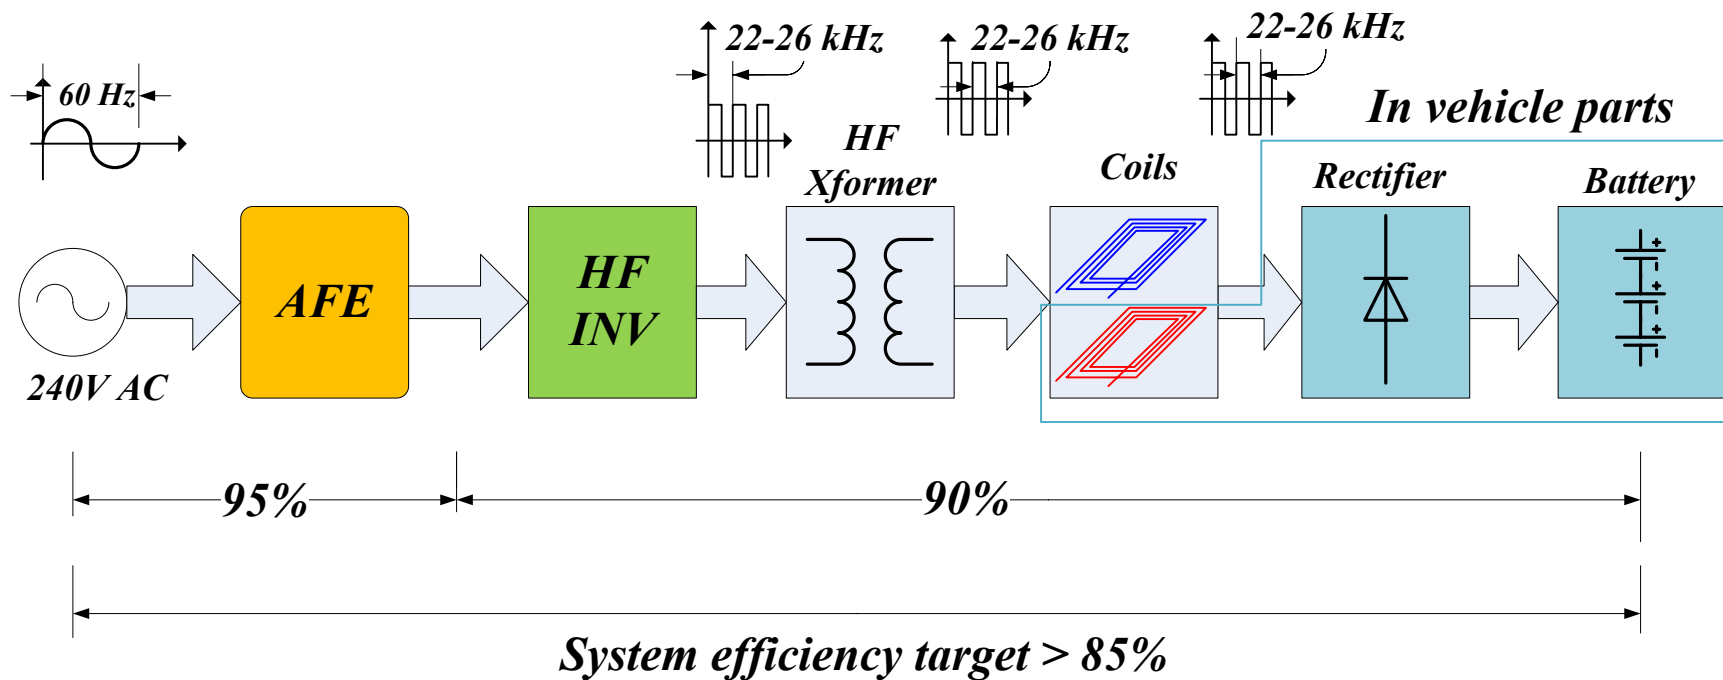 22-26 kHz
22-26 kHz
22-26 kHz
60 Hz
In vehicle parts
HF
Xformer
Coils
Rectifier
Battery
AFE
HF
INV
240V AC
95%
90%
System efficiency target > 85%